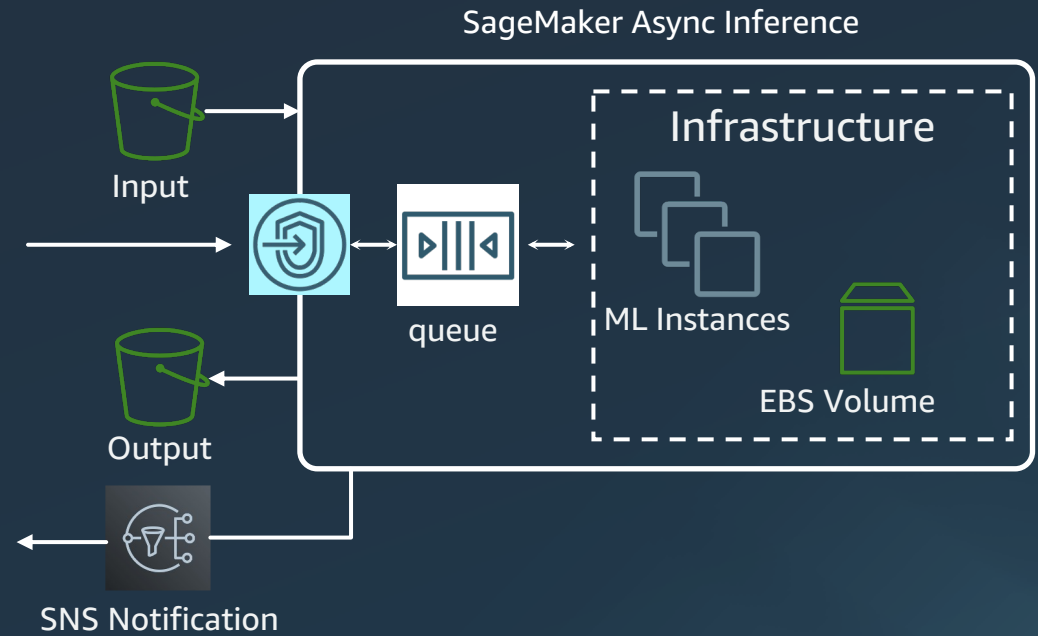 SageMaker Async Inference
Infrastructure
Input
queue
ML Instances
EBS Volume
Output
SNS Notification